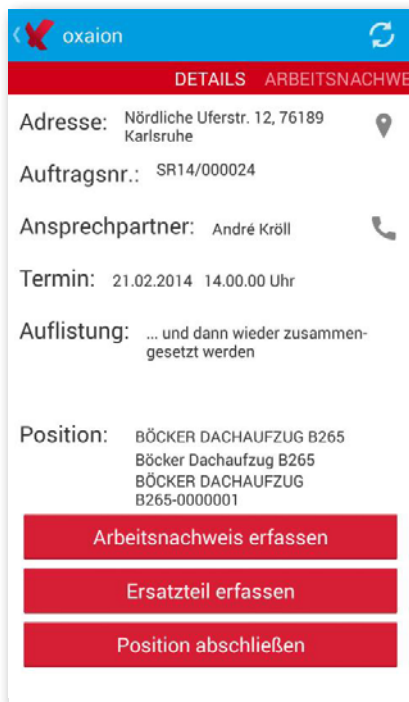 oxaion
DETAILS ARBEITSNACHWE
Adresse: Nördliche Uferstr. 12, 76189
Karlsruhe
Auftragsnr.: SR14/000024
Ansprechpartner: André Kröll
Termin: 21.02.2014 14.00.00 Uhr
Auflistung: ... und dann wieder zusammen-
gesetzt werden
Position: BÖCKER DACHAUFZUG B265
Böcker Dachaufzug B265
BÖCKER DACHAUFZUG
B265-0000001
Arbeitsnachweis erfassen
Ersatzteil erfassen
Position abschließen